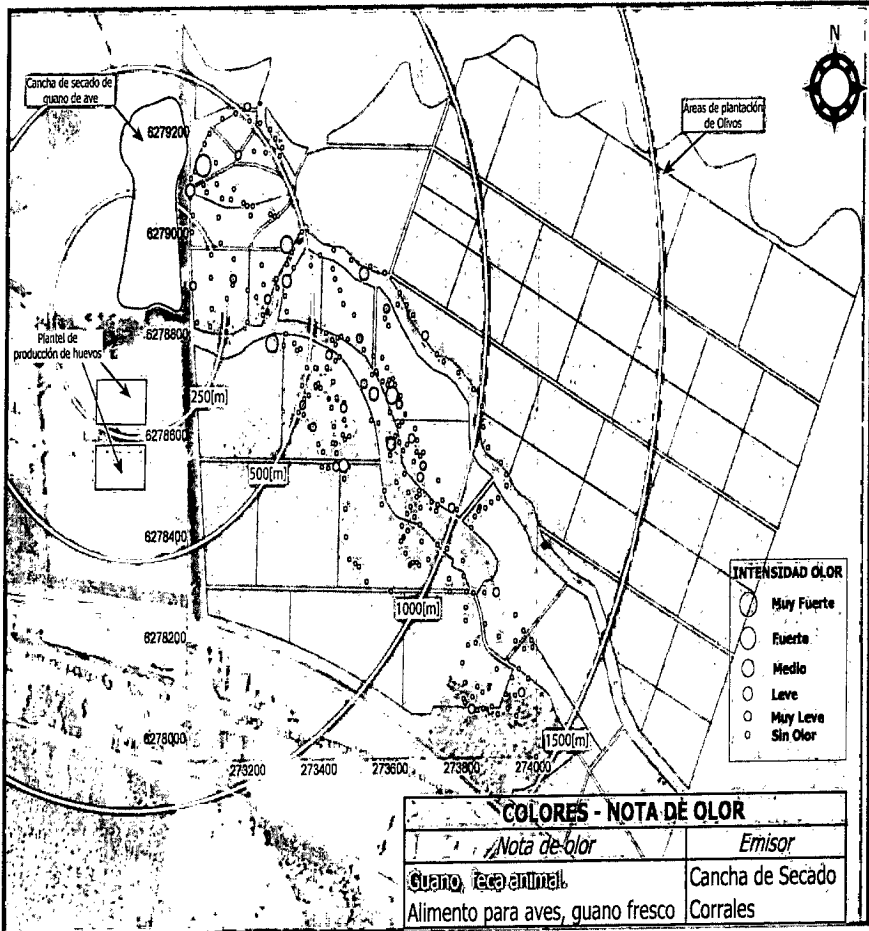 N
Cancha de secado de
guano de ave
Áreas de plantación
de Olivos
6279200
6279000
Plantel de
producción de huevos
6278800
250[m]
6278600
500[m]
6278400
INTENSIDAD OLOR
Muy Fuerte
Fuerte
Medio
Leve
Muy Leve
Sin Olor
1000[m]
6278200
6278000
1500[m]
273200
273400
273600
273800
274000
COLORES - NOTA DE OLOR
Nota de olor
Emisor
Guano, feca animal.
Cancha de Secado
Alimento para aves, guano fresco
Corrales